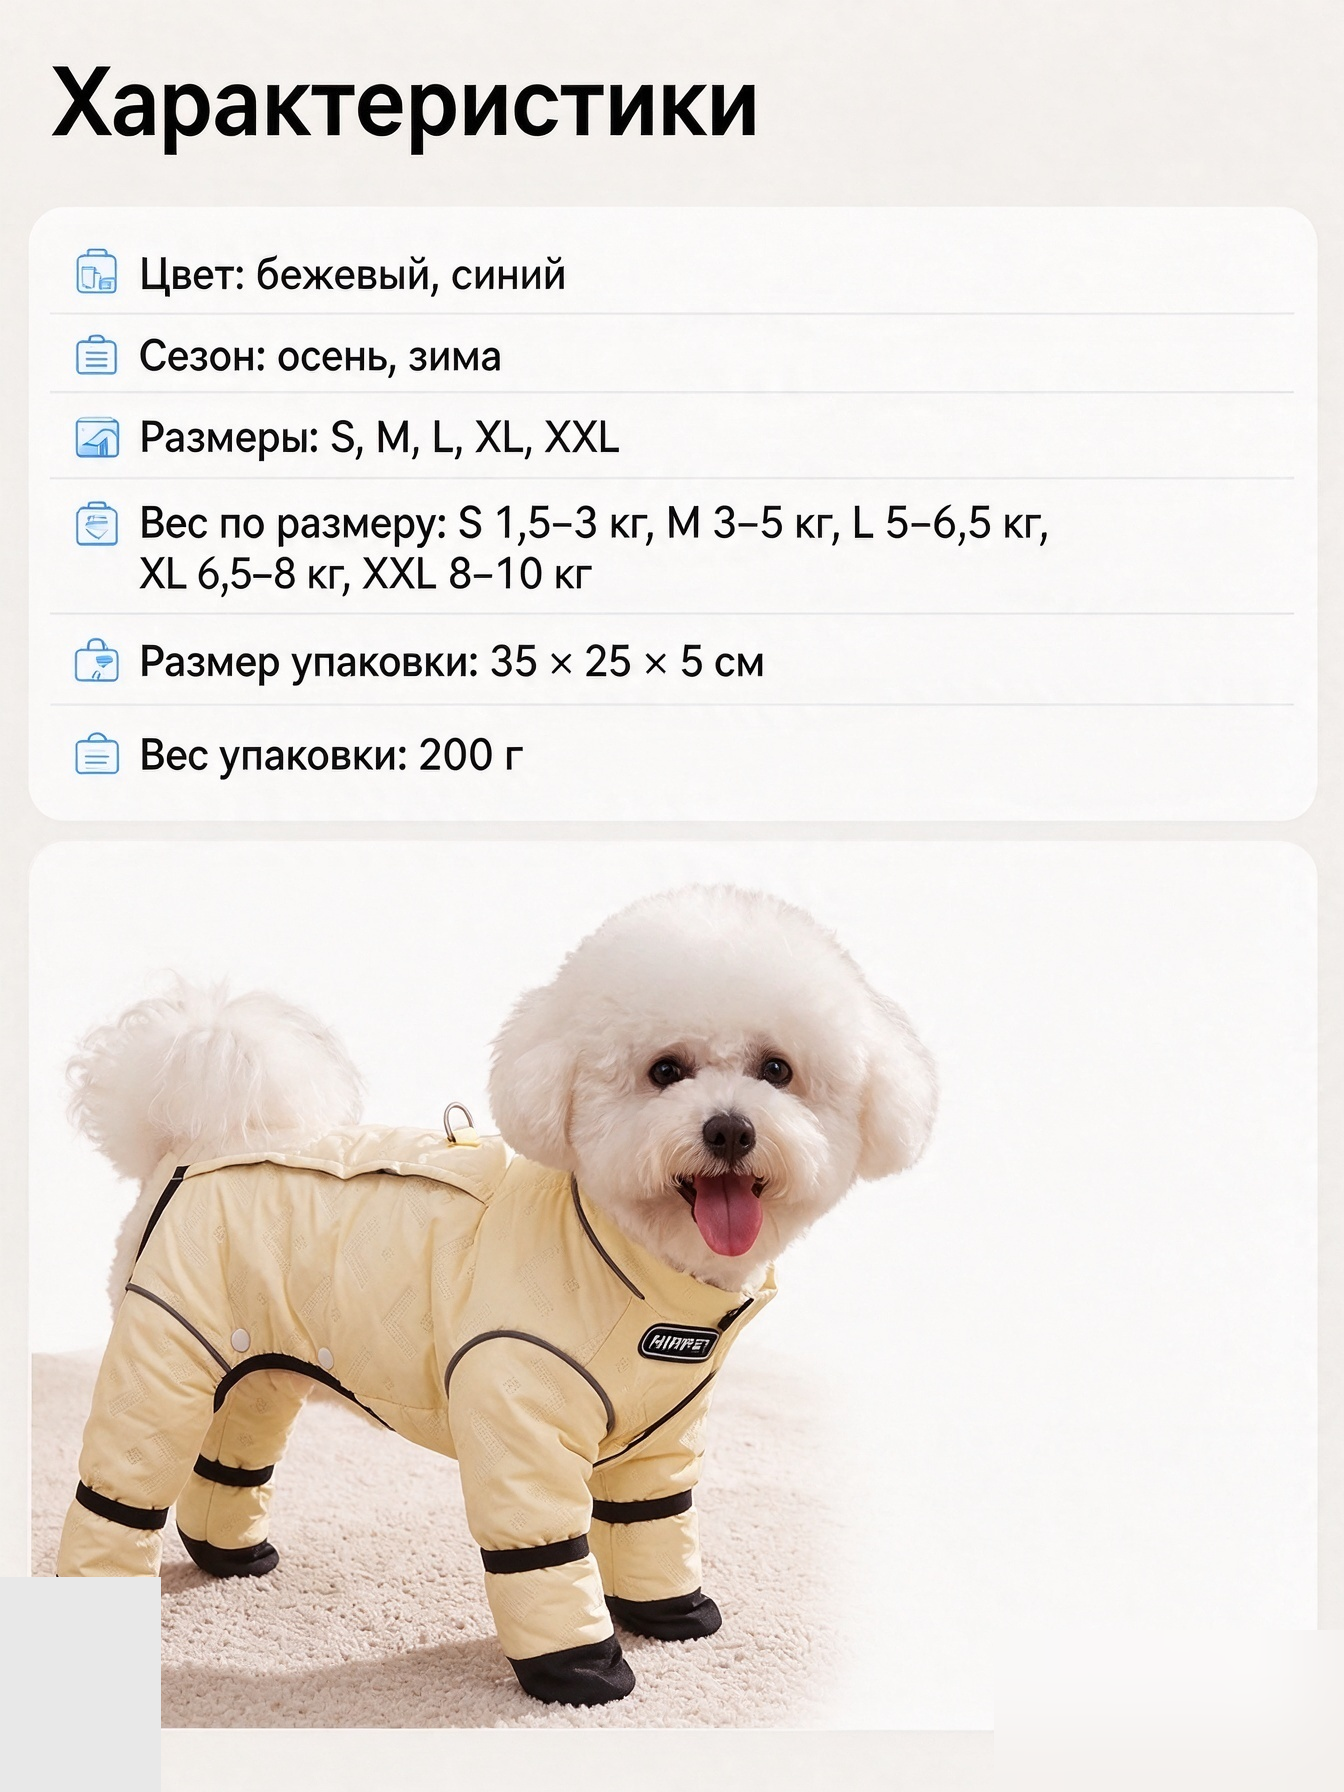 Характеристики
Цвет: бежевый, синий
Сезон: осень, зима
Размеры: S, M, L, XL, XXL
Вес по размеру: S 1,5–3 кг, M 3–5 кг, L 5–6,5 кг,
XL 6,5–8 кг, XXL 8–10 кг
Размер упаковки: 35 × 25 × 5 см
Вес упаковки: 200 г